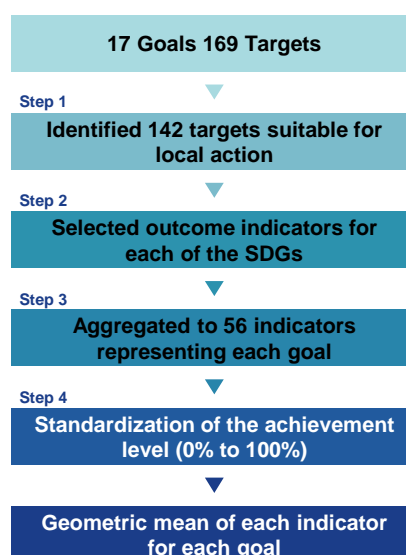 17 Goals 169 Targets
Step 1
Identified 142 targets suitable for
local action
Step 2
Selected outcome indicators for
each of the SDGs
Step 3
Aggregated to 56 indicators
representing each goal
Step 4
Standardization of the achievement
level (0% to 100%)
Geometric mean of each indicator
for each goal